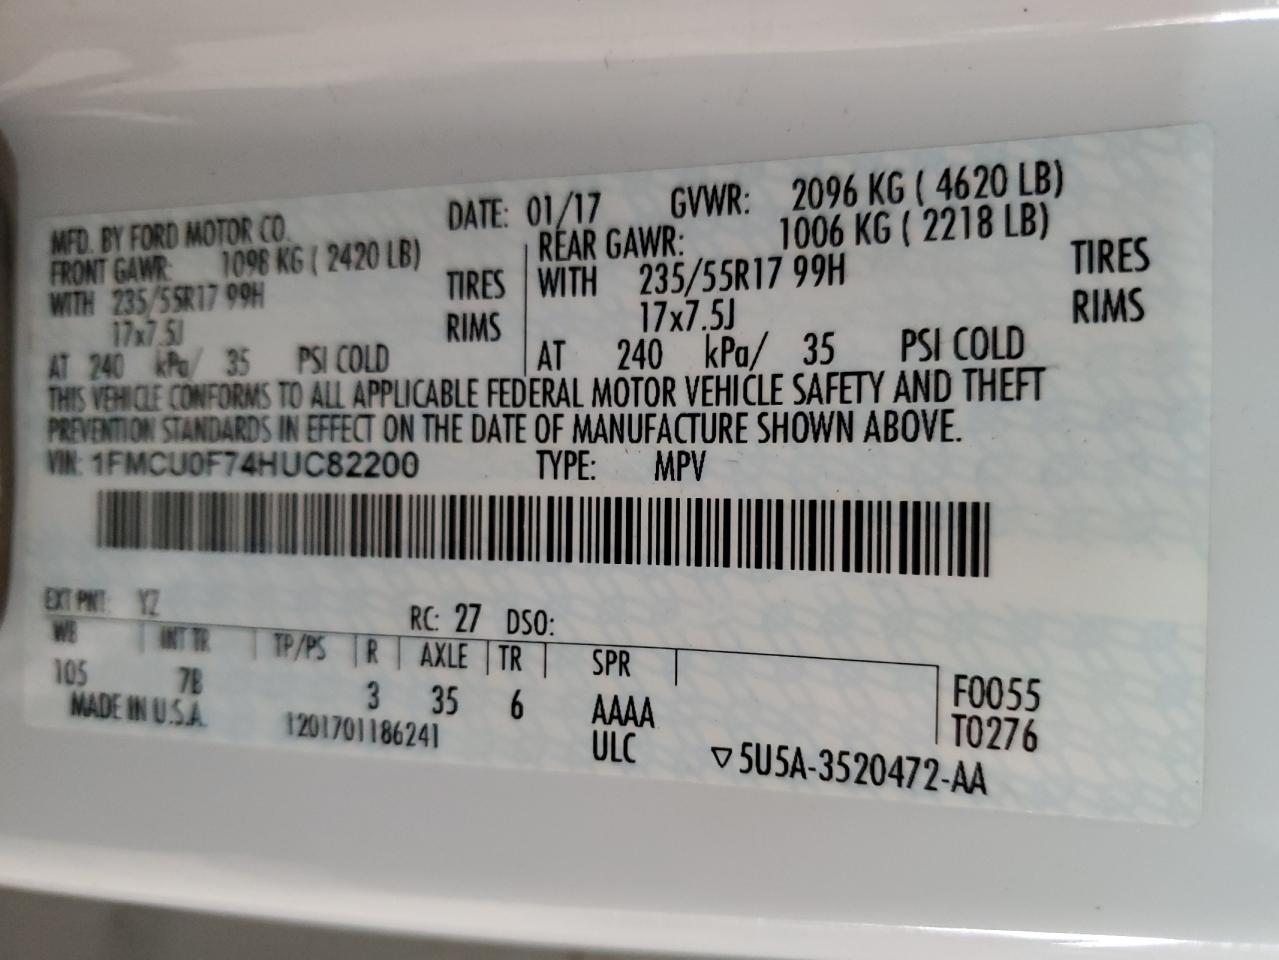 MFD. BY FORD MOTOR CO. DATE: 01/17 GVWR: 2096 KG ( 4620 LB)
FRONT GAWR: 1098 KG ( 2420 LB) REAR GAWR: 1006 KG ( 2218 LB)
WITH 235/55R17 99H TIRES WITH 235/55R17 99H TIRES
17x7.5J RIMS 17x7.5J RIMS
AT 240 kPa/ 35 PSI COLD AT 240 kPa/ 35 PSI COLD
THIS VEHICLE CONFORMS TO ALL APPLICABLE FEDERAL MOTOR VEHICLE SAFETY AND THEFT
PREVENTION STANDARDS IN EFFECT ON THE DATE OF MANUFACTURE SHOWN ABOVE.
VIN: 1FMCU0F74HUC82200 TYPE: MPV
EXT PNT: YZ RC: 27 DSO:
WB INT TR TP/PS R AXLE TR SPR
105 7B 3 35 6 AAAA F0055
MADE IN U.S.A. 1201701186241 ULC T0276
▽5U5A-3520472-AA